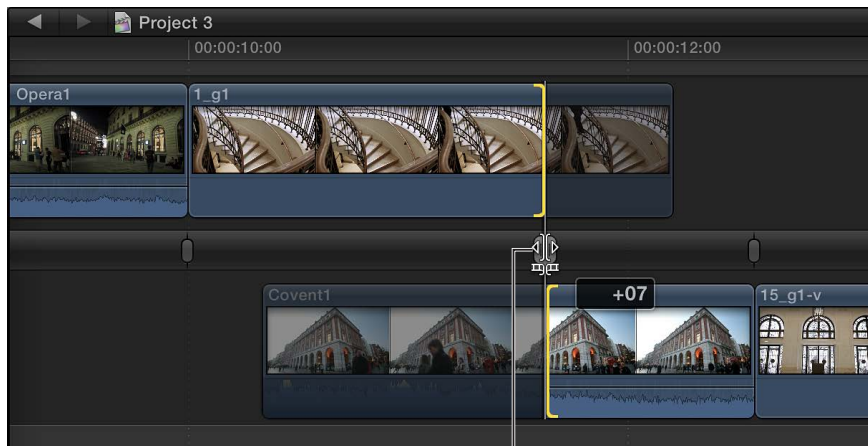 Project 3
00:00:10:00
00:00:12:00
Opera1
1_g1
Covent1
+07
15_g1-v